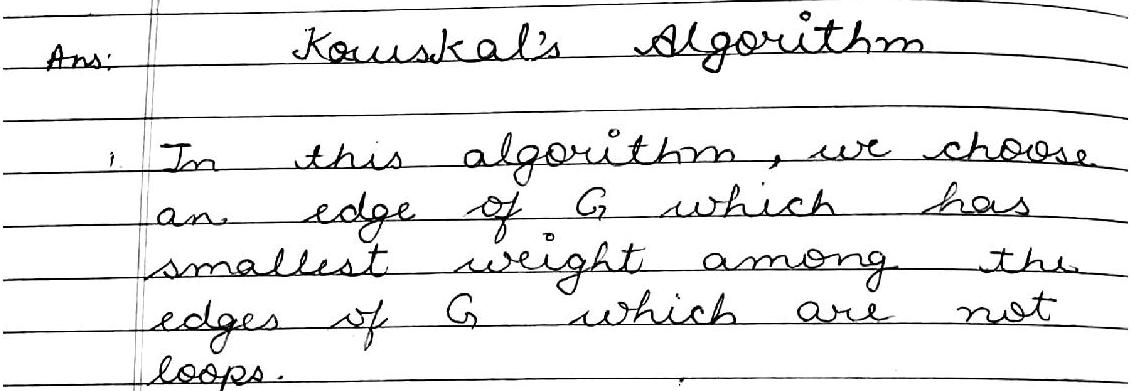 Ans: Kruskal's Algorithm
1. In this algorithm, we choose
an edge of G which has
smallest weight among the
edges of G which are not
loops.